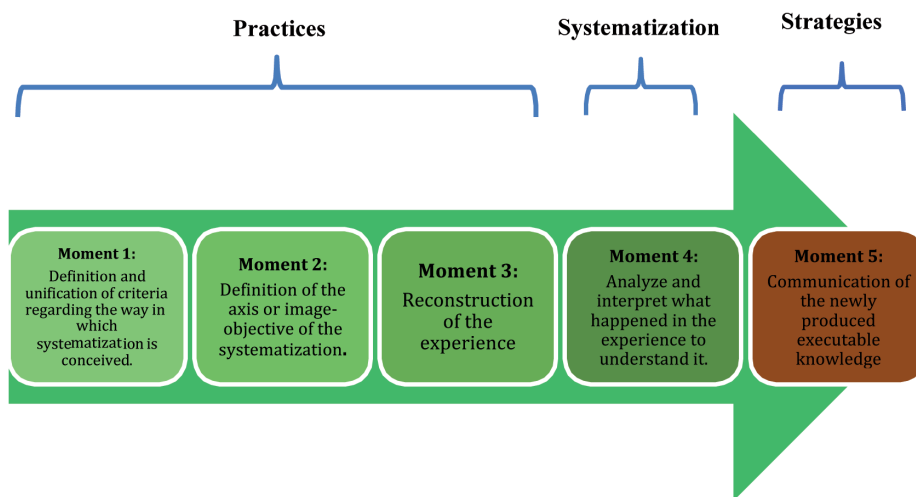 Practices
Systematization
Strategies
Moment 1:
Definition and
unification of criteria
regarding the way in
which
systematization is
conceived.
Moment 2:
Definition of the
axis or image-
objective of the
systematization.
Moment 3:
Reconstruction
of the
experience
Moment 4:
Analyze and
interpret what
happened in the
experience to
understand it.
Moment 5:
Communication of
the newly
produced
executable
knowledge